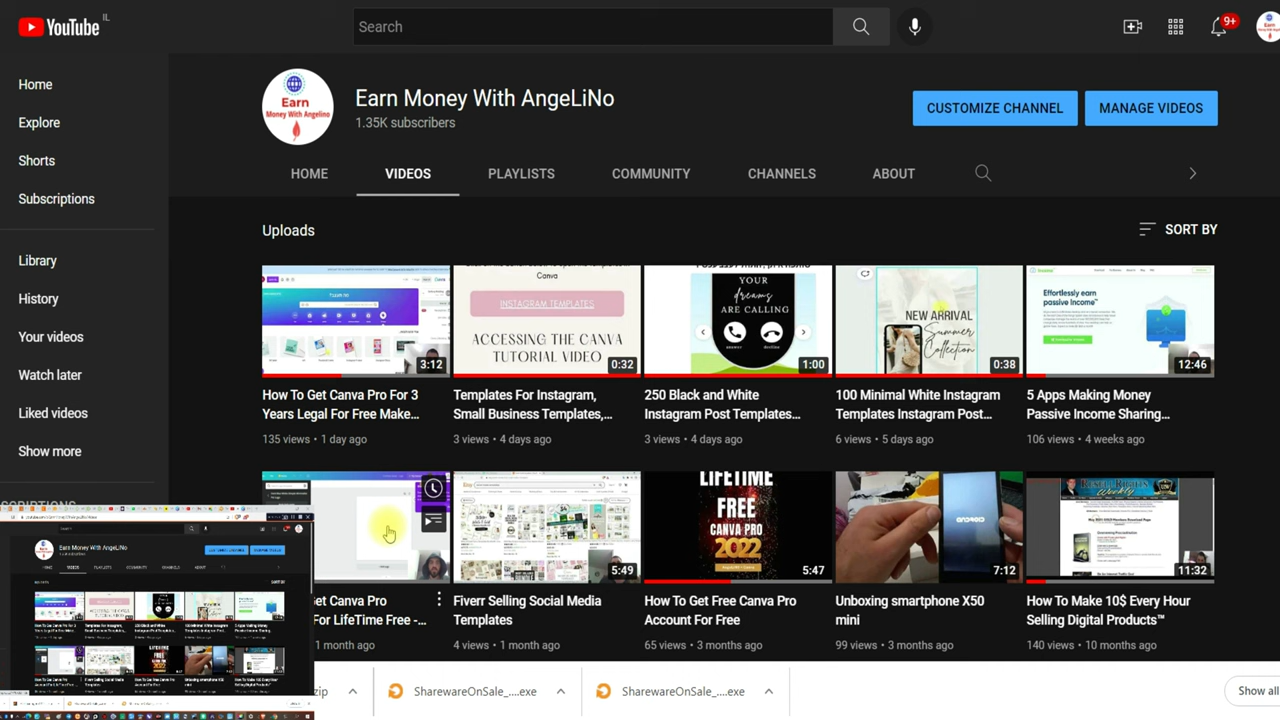 YouTube IL
Search
9+
Home
Explore
Shorts
Subscriptions
Library
History
Your videos
Watch later
Liked videos
Show more
Earn
Money With Angelino
Earn Money With AngeLiNo
1.35K subscribers
CUSTOMIZE CHANNEL
MANAGE VIDEOS
HOME VIDEOS PLAYLISTS COMMUNITY CHANNELS ABOUT
Uploads
SORT BY
3:12
Canva
INSTAGRAM TEMPLATES
ACCESSING THE CANVA
TUTORIAL VIDEO
0:32
YOUR
dreams
ARE CALLING
answer decline
1:00
NEW ARRIVAL
Summer
Collection
0:38
Effortlessly earn
passive Income™
12:46
How To Get Canva Pro For 3
Years Legal For Free Make...
135 views • 1 day ago
Templates For Instagram,
Small Business Templates,...
3 views • 4 days ago
250 Black and White
Instagram Post Templates...
3 views • 4 days ago
100 Minimal White Instagram
Templates Instagram Post...
6 views • 5 days ago
5 Apps Making Money
Passive Income Sharing...
106 views • 4 weeks ago
5:49
LIFETIME
FREE
CANVA PRO
2022
5:47
ANDROID
7:12
11:32
et Canva Pro
For LifeTime Free -...
1 month ago
Fiverr Selling Social Media
Templates
4 views • 1 month ago
How To Get Free Canva Pro
Account For Free
65 views • 3 months ago
Unboxing smartphone X50
mini
99 views • 3 months ago
How To Make 10$ Every Hour
Selling Digital Products™
140 views • 10 months ago
Earn Money With AngeLiNo
zip
SharewareOnSale_....exe
SharewareOnSale_....exe
Show all